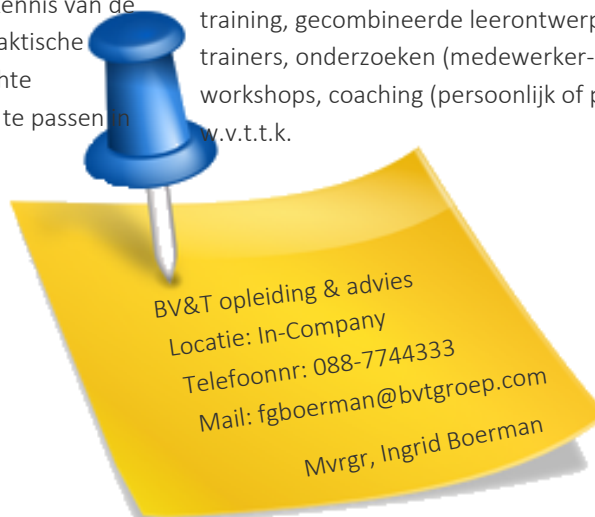 ennis van de
aktische
hte
te passen in
training, gecombineerde leerontwerp
trainers, onderzoeken (medewerker-
workshops, coaching (persoonlijk of p
w.v.t.t.k.
BV&T opleiding & advies
Locatie: In-Company
Telefoonnr: 088-7744333
Mail: fgboerman@bvtgroep.com
Mvrgr, Ingrid Boerman